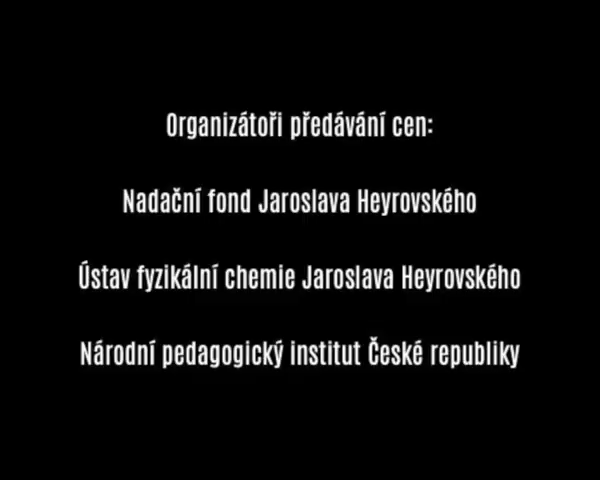 Organizátoři předávání cen:
Nadační fond Jaroslava Heyrovského
Ústav fyzikální chemie Jaroslava Heyrovského
Národní pedagogický institut České republiky